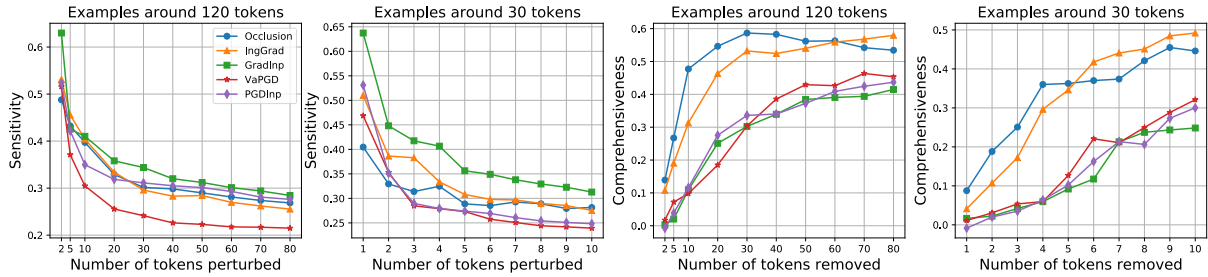 Examples around 120 tokens
Sensitivity
0.6
0.5
0.4
0.3
0.2
Occlusion
IngGrad
GradInp
VaPGD
PGDInp
2 5 10 20 30 40 50 60 70 80
Number of tokens perturbed
Examples around 30 tokens
Sensitivity
0.65
0.60
0.55
0.50
0.45
0.40
0.35
0.30
0.25
1 2 3 4 5 6 7 8 9 10
Number of tokens perturbed
Examples around 120 tokens
Comprehensiveness
0.6
0.5
0.4
0.3
0.2
0.1
0.0
2 5 10 20 30 40 50 60 70 80
Number of tokens removed
Examples around 30 tokens
Comprehensiveness
0.5
0.4
0.3
0.2
0.1
0.0
1 2 3 4 5 6 7 8 9 10
Number of tokens removed